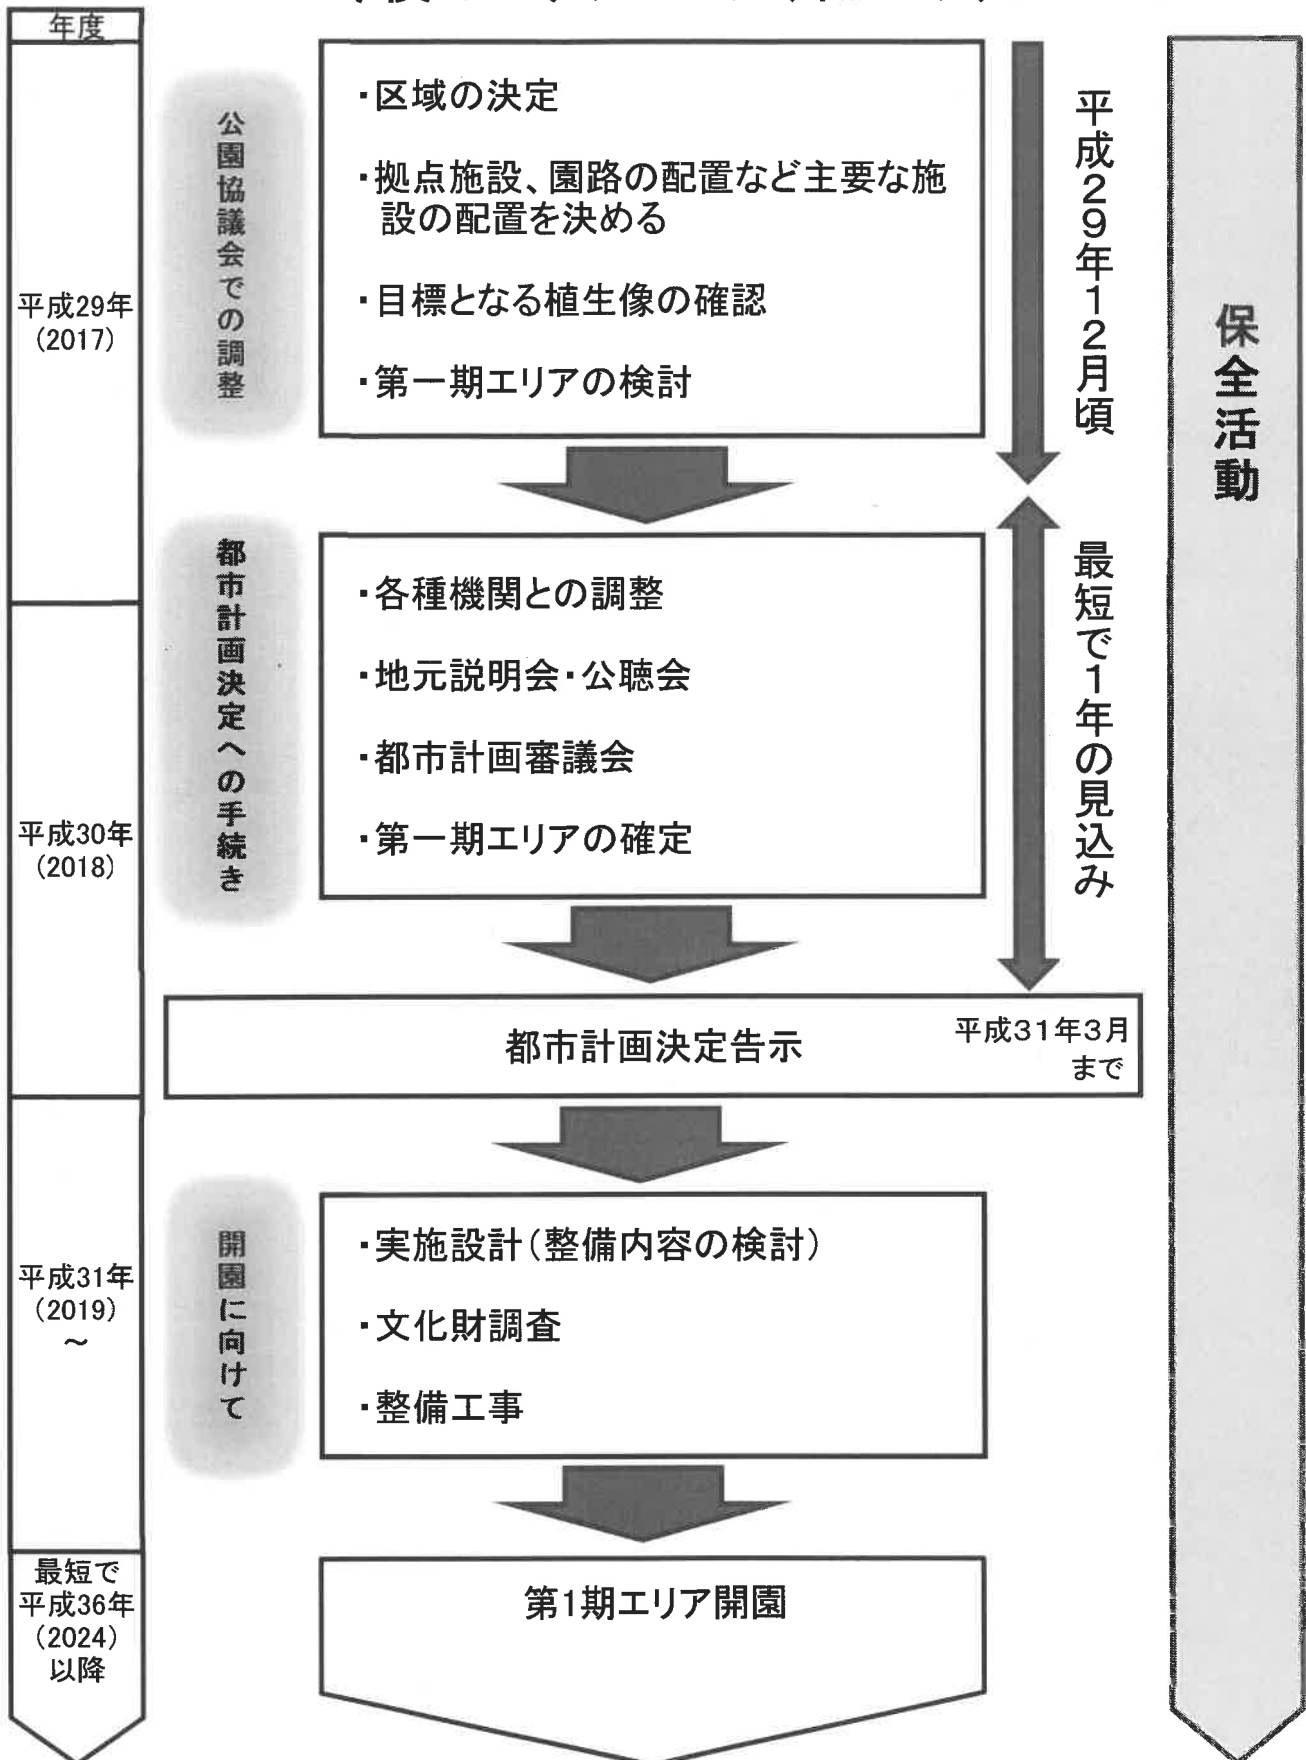 年度
平成29年
(2017)
公園協議会での調整
・区域の決定
・拠点施設、園路の配置など主要な施
設の配置を決める
・目標となる植生像の確認
・第一期エリアの検討
平成29年12月頃
保全活動
平成30年
(2018)
都市計画決定への手続き
・各種機関との調整
・地元説明会・公聴会
・都市計画審議会
・第一期エリアの確定
最短で1年の見込み
都市計画決定告示
平成31年3月
まで
平成31年
(2019)
~
開園に向けて
・実施設計(整備内容の検討)
・文化財調査
・整備工事
最短で
平成36年
(2024)
以降
第1期エリア開園